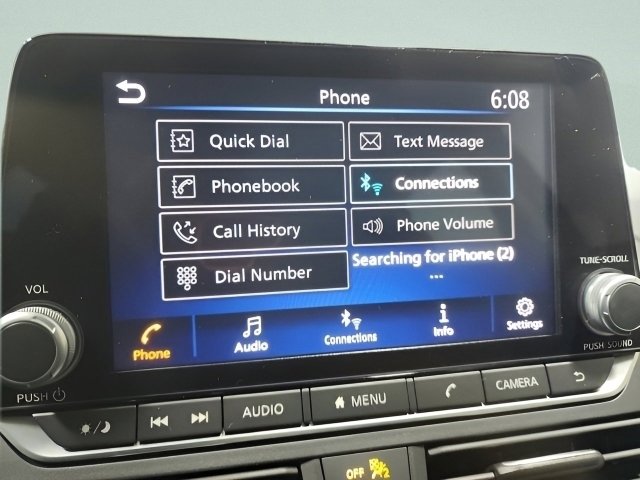 Phone
6:08
Quick Dial
Text Message
Phonebook
Connections
Call History
Phone Volume
Dial Number
Searching for iPhone (2)
...
Phone
Audio
Connections
Info
Settings
VOL
PUSH
TUNE·SCROLL
PUSH SOUND
AUDIO
MENU
CAMERA
OFF
2